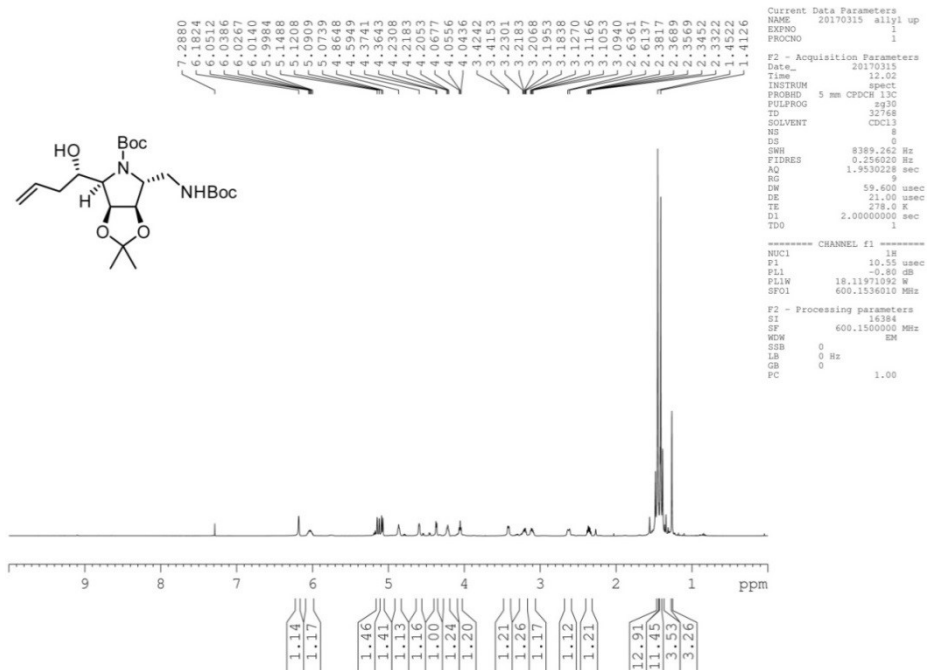 7.2880
6.1824
6.0512
6.0386
6.0267
6.0140
5.9984
5.1488
5.1208
5.0909
5.0739
4.8648
4.5949
4.3741
4.3643
4.2308
4.2183
4.2053
4.0677
4.0556
4.0436
3.4242
3.4153
3.2301
3.2183
3.2068
3.1953
3.1838
3.1270
3.1166
3.1053
3.0940
2.6361
2.6137
2.3817
2.3689
2.3569
2.3452
2.3322
1.4522
1.4126
Current Data Parameters
NAME 20170315 allyl up
EXPNO 1
PROCNO 1
F2 - Acquisition Parameters
Date_ 20170315
Time 12.02
INSTRUM spect
PROBHD 5 mm CPDCH 13C
PULPROG zg30
TD 32768
SOLVENT CDCl3
NS 8
DS 0
SWH 8389.262 Hz
FIDRES 0.256020 Hz
AQ 1.9530228 sec
RG 9
DW 59.600 usec
DE 21.00 usec
TE 278.0 K
D1 2.00000000 sec
TD0 1
======== CHANNEL f1 ========
NUC1 1H
P1 10.55 usec
PL1 -0.80 dB
PL1W 18.11971092 W
SFO1 600.1536010 MHz
F2 - Processing parameters
SI 16384
SF 600.1500000 MHz
WDW EM
SSB 0
LB 0 Hz
GB 0
PC 1.00
Boc
HO
N
NHBoc
H
O O
9 8 7 6 5 4 3 2 1 ppm
1.14
1.17
1.46
1.41
1.13
1.16
1.00
1.24
1.20
1.21
1.26
1.17
1.12
1.21
12.91
11.45
3.53
3.26